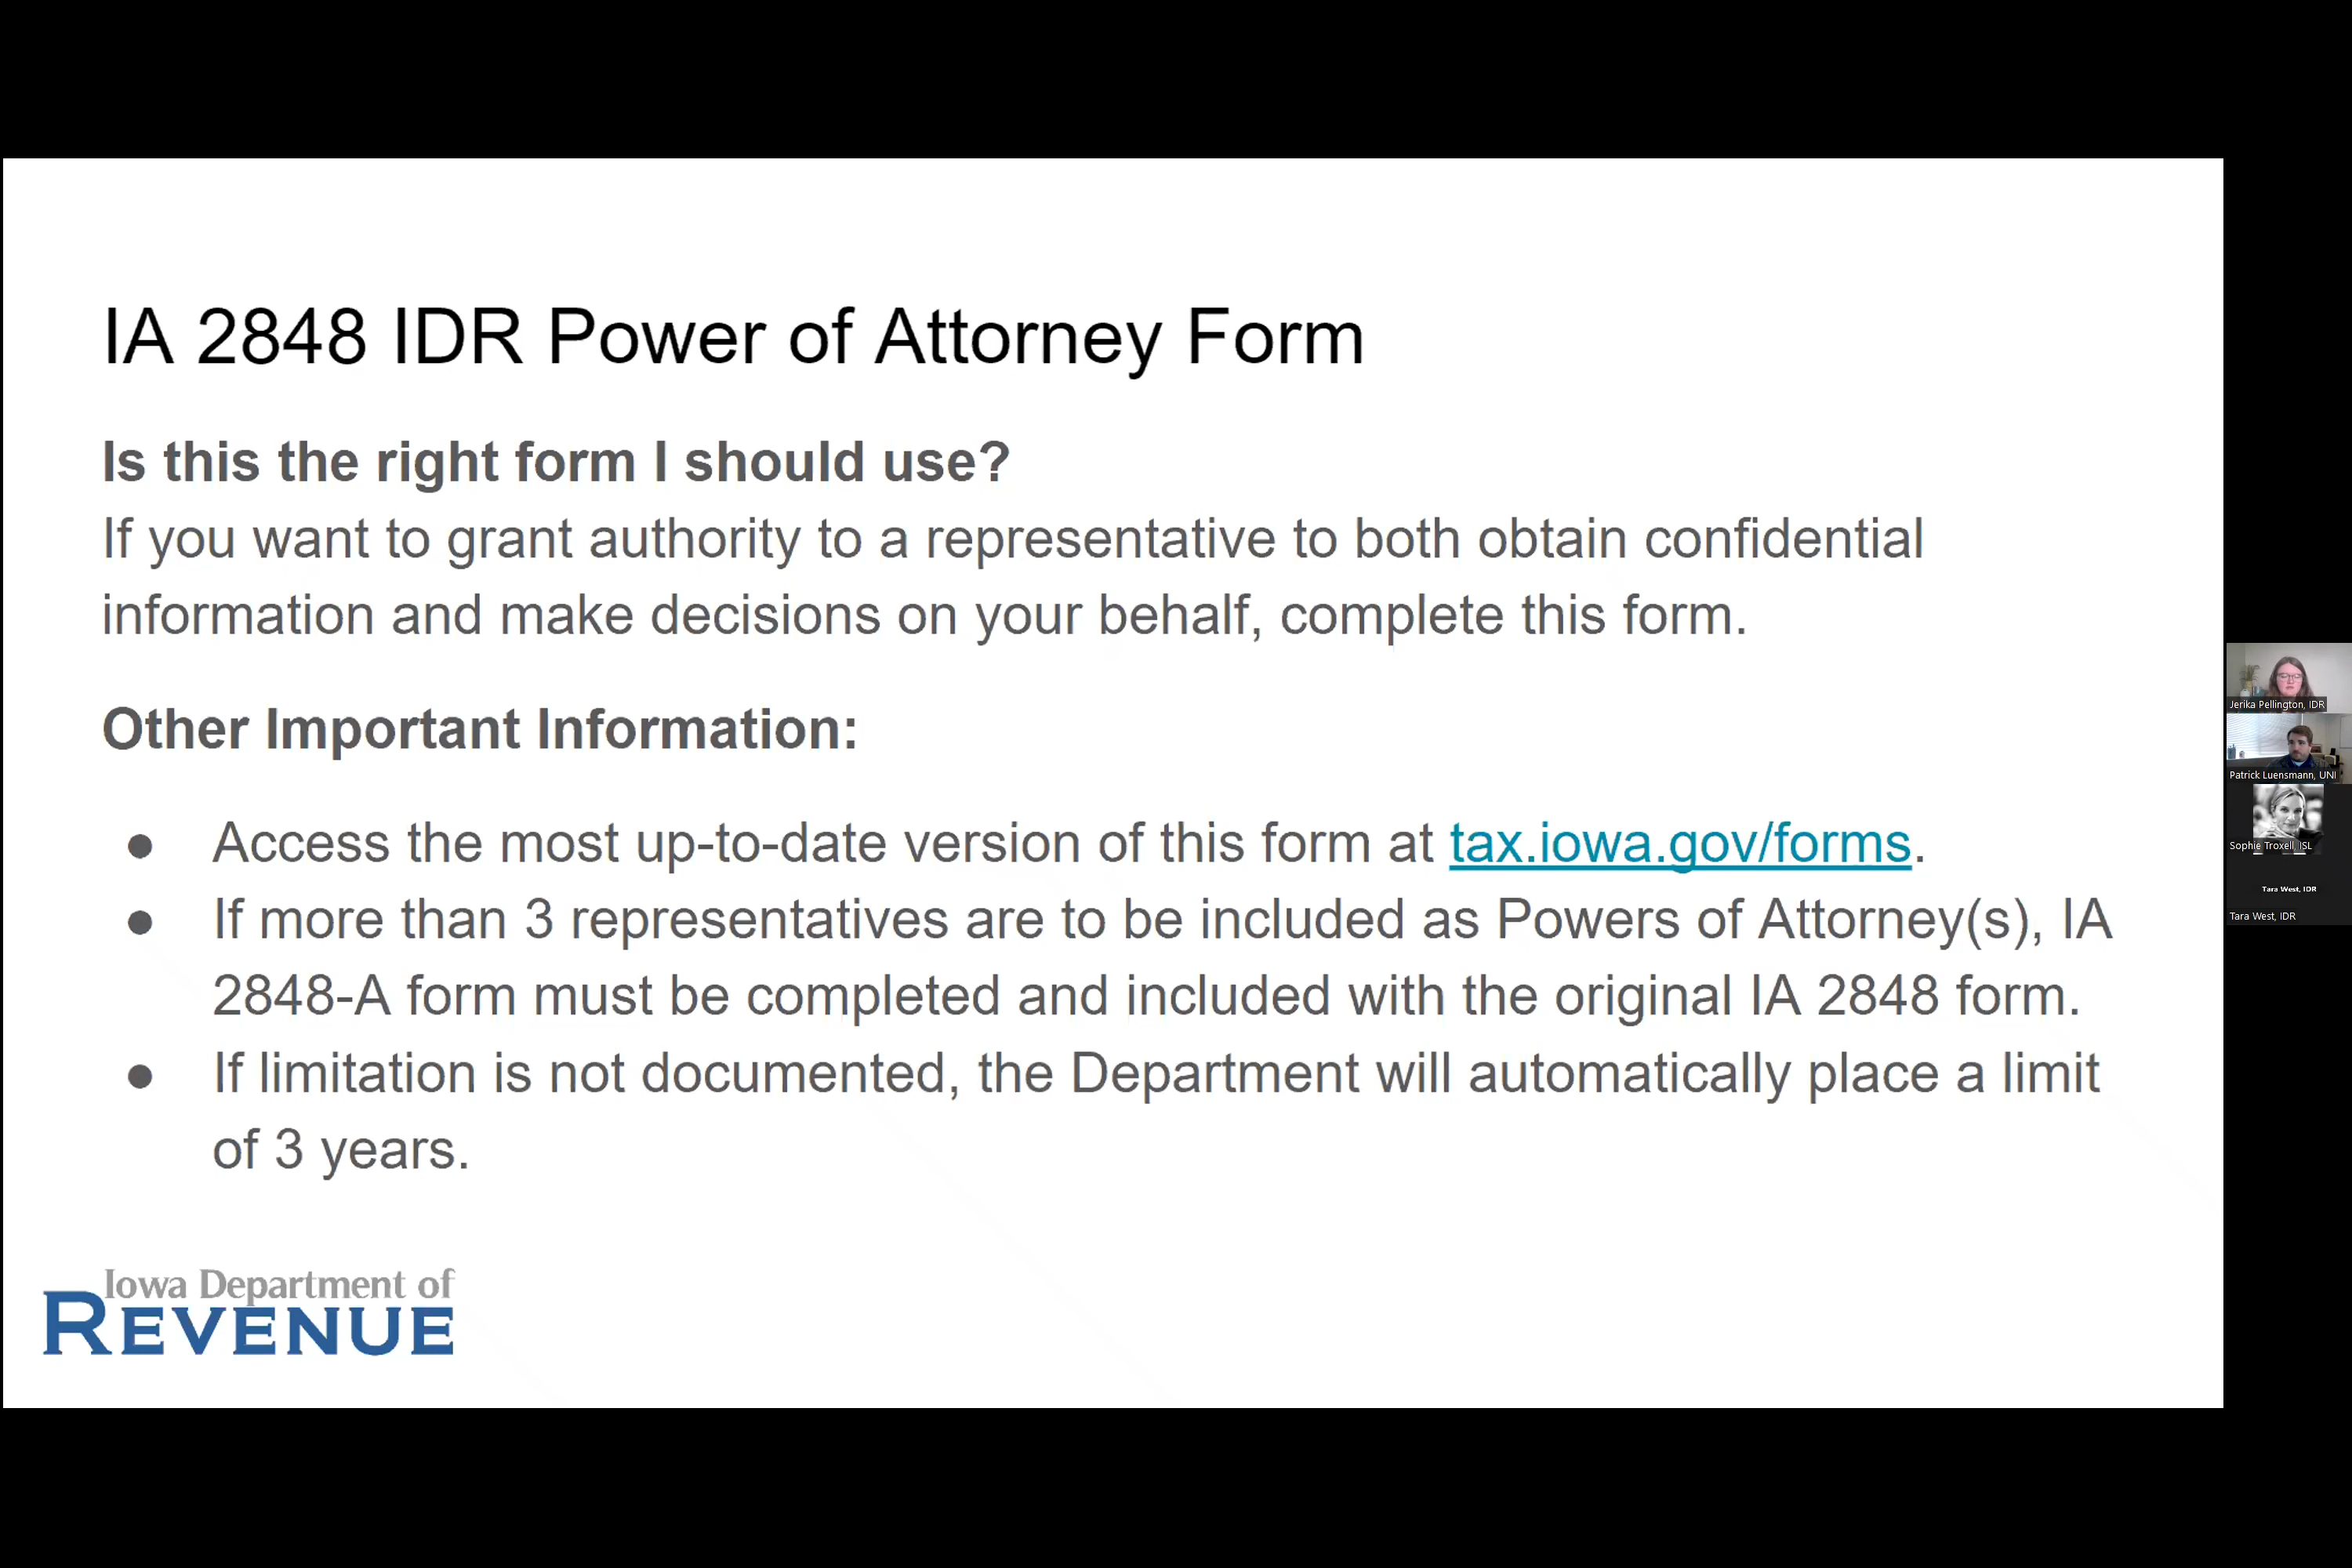 IA 2848 IDR Power of Attorney Form
Is this the right form I should use?
If you want to grant authority to a representative to both obtain confidential
information and make decisions on your behalf, complete this form.
Other Important Information:
● Access the most up-to-date version of this form at tax.iowa.gov/forms.
● If more than 3 representatives are to be included as Powers of Attorney(s), IA
2848-A form must be completed and included with the original IA 2848 form.
● If limitation is not documented, the Department will automatically place a limit
of 3 years.
Iowa Department of
REVENUE
Jerika Pellington, IDR
Patrick Luensmann, UNI
Sophie Troxell, ISL
Tara West, IDR
Tara West, IDR